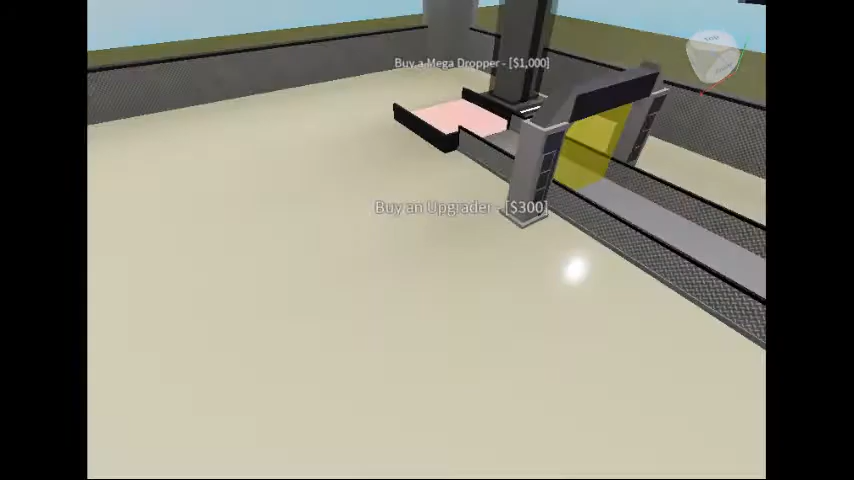 Buy a Mega Dropper - [$1,000]
Buy an Upgrader - [$300]